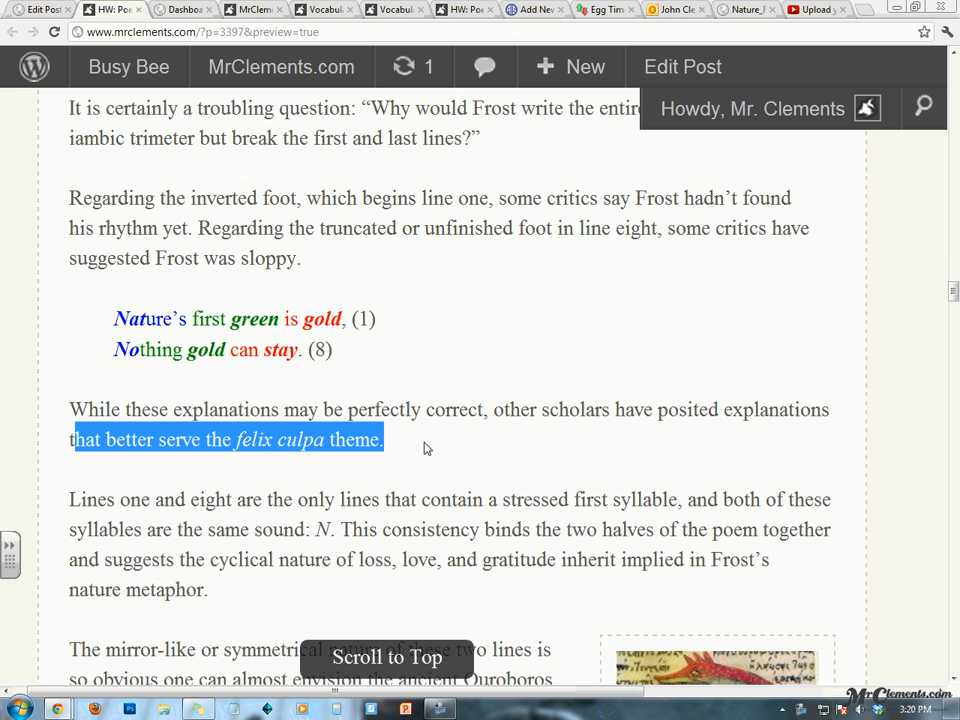 Edit Post
HW: Poe
Dashboa
MrClem
Vocabul
Vocabul
HW: Poe
Add Nev
Egg Tim
John Cle
Nature_
Upload y
www.mrclements.com/?p=3397&preview=true
Busy Bee
MrClements.com
1
New
Edit Post
Howdy, Mr. Clements
It is certainly a troubling question: “Why would Frost write the entire
iambic trimeter but break the first and last lines?”
Regarding the inverted foot, which begins line one, some critics say Frost hadn’t found
his rhythm yet. Regarding the truncated or unfinished foot in line eight, some critics have
suggested Frost was sloppy.
Nature’s first green is gold, (1)
Nothing gold can stay. (8)
While these explanations may be perfectly correct, other scholars have posited explanations
that better serve the felix culpa theme.
Lines one and eight are the only lines that contain a stressed first syllable, and both of these
syllables are the same sound: N. This consistency binds the two halves of the poem together
and suggests the cyclical nature of loss, love, and gratitude inherit implied in Frost’s
nature metaphor.
The mirror-like or symmetrical nature of these two lines is
so obvious one can almost envision the ancient Ouroboros
Scroll to Top
MrClements.com
3:20 PM